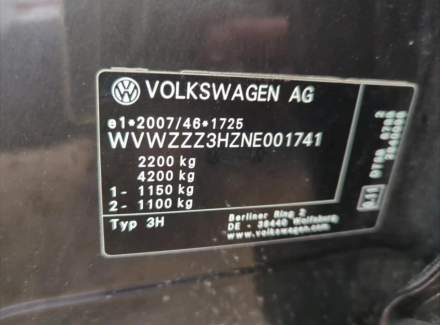 VOLKSWAGEN AG
e1*2007/46*1725
WVWZZZ3HZNE001741
2200 kg
4200 kg
1- 1150 kg
2- 1100 kg
Typ 3H
Berliner Ring 2
DE - 38440 Wolfsburg
www.volkswagen.de